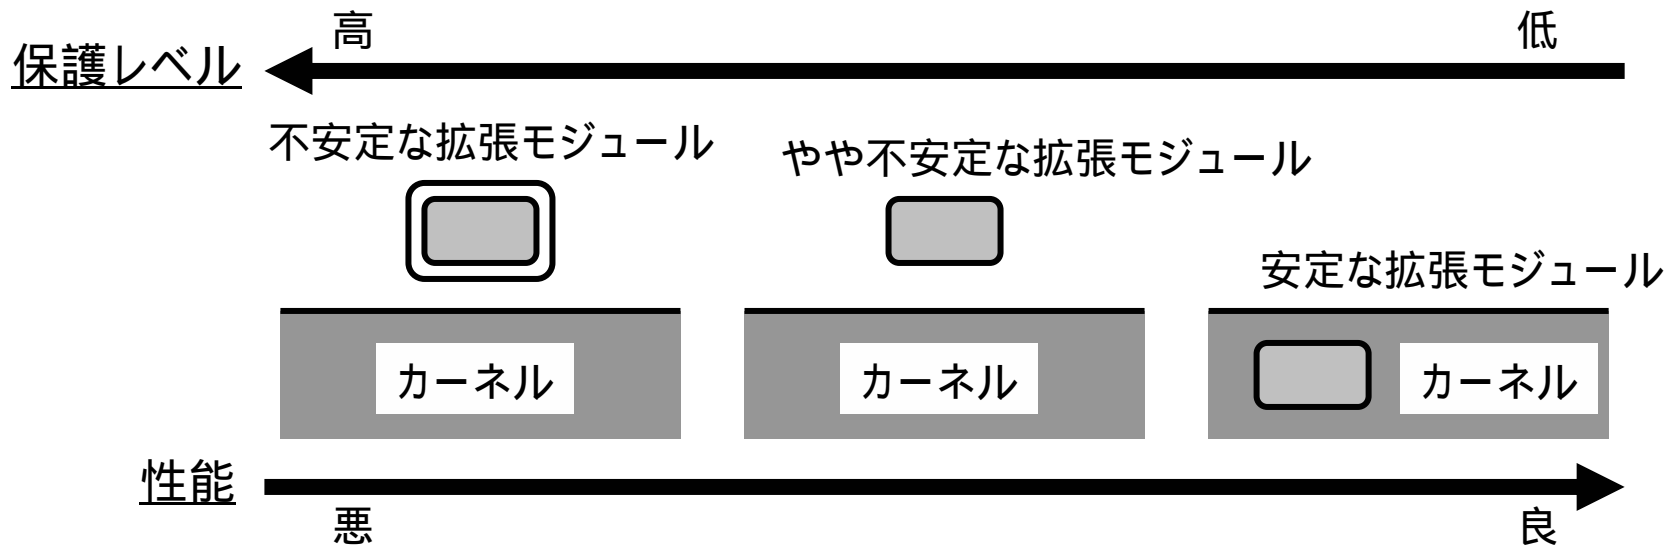 高 低
保護レベル
不安定な拡張モジュール
やや不安定な拡張モジュール
安定な拡張モジュール
カーネル カーネル カーネル
性能
悪 良